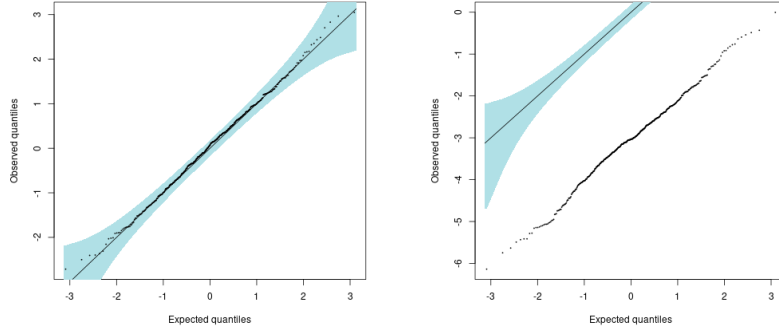 3
2
1
0
-1
-2
Observed quantiles
-3 -2 -1 0 1 2 3
Expected quantiles
0
-1
-2
-3
-4
-5
-6
Observed quantiles
-3 -2 -1 0 1 2 3
Expected quantiles